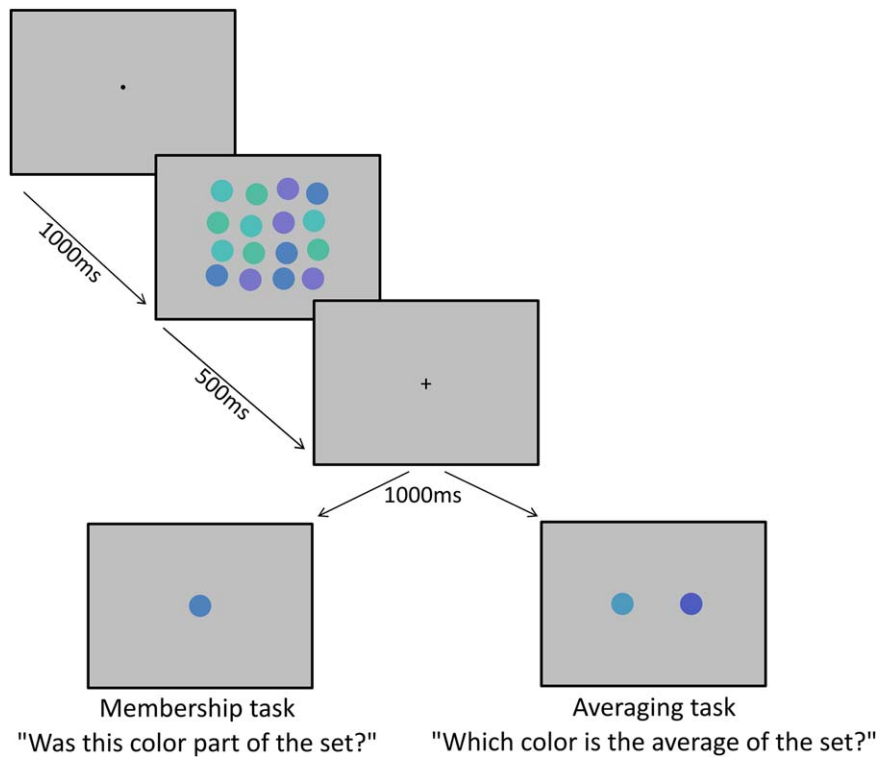 1000ms
500ms
1000ms
Membership task
"Was this color part of the set?"
Averaging task
"Which color is the average of the set?"